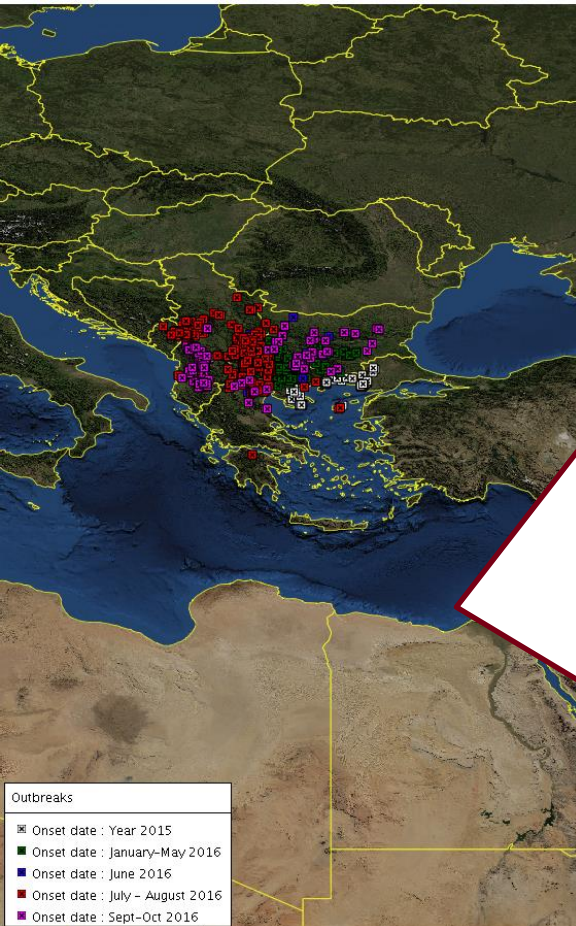 Outbreaks
Onset date : Year 2015
Onset date : January-May 2016
Onset date : June 2016
Onset date : July - August 2016
Onset date : Sept-Oct 2016